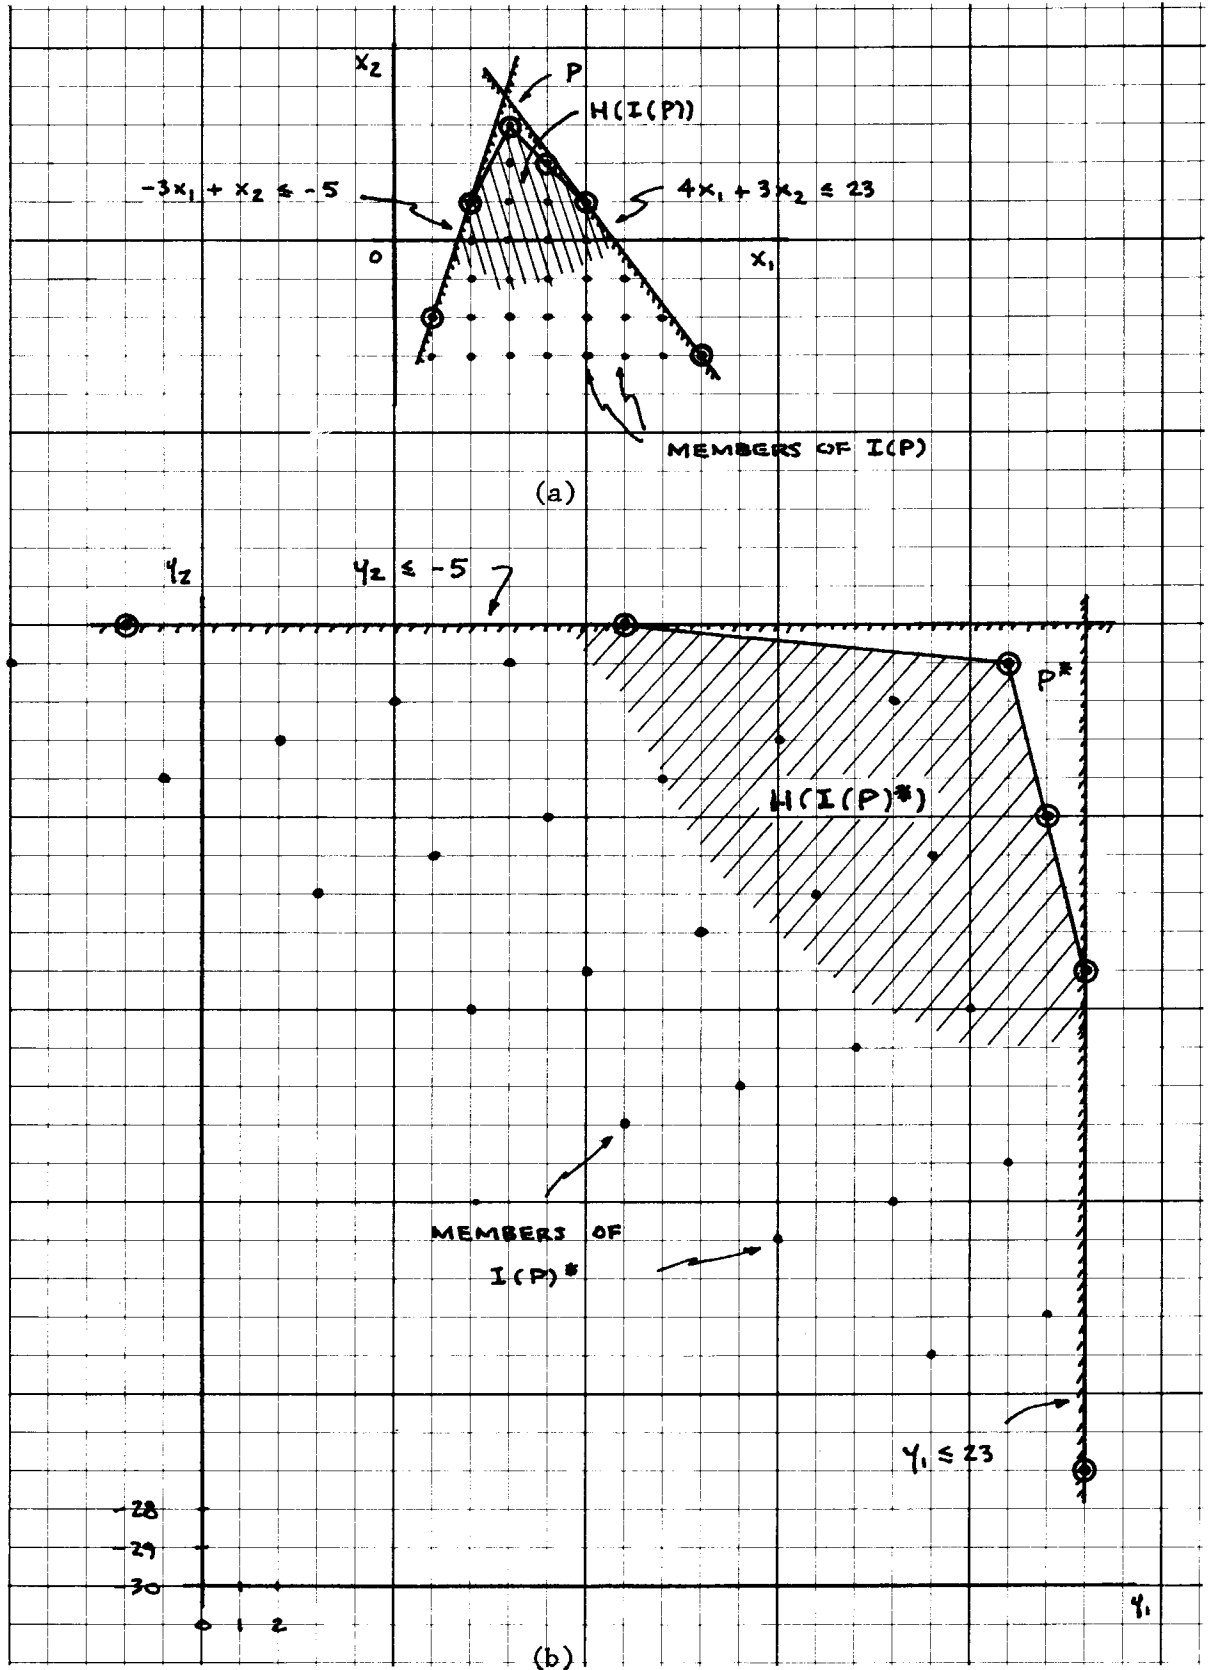 x₂
P
H(I(P))
-3x₁ + x₂ ≤ -5
4x₁ + 3x₂ ≤ 23
0
x₁
MEMBERS OF I(P)
(a)
y₂
y₂ ≤ -5
P*
H(I(P)*)
MEMBERS OF
I(P)*
y₁ ≤ 23
-28
-29
-30
0 1 2
y₁
(b)